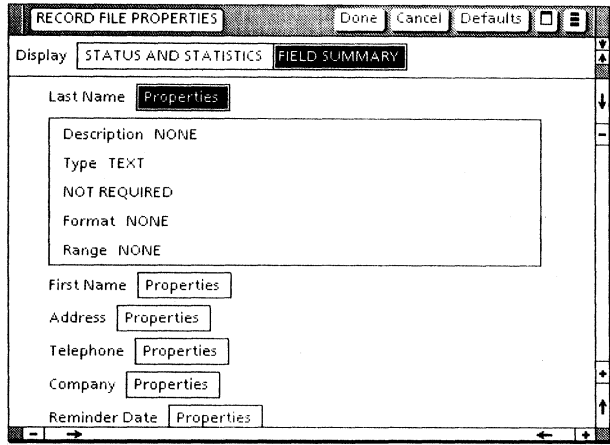 RECORD FILE PROPERTIES Done Cancel Defaults
Display STATUS AND STATISTICS FIELD SUMMARY
Last Name Properties
Description NONE
Type TEXT
NOT REQUIRED
Format NONE
Range NONE
First Name Properties
Address Properties
Telephone Properties
Company Properties
Reminder Date Properties